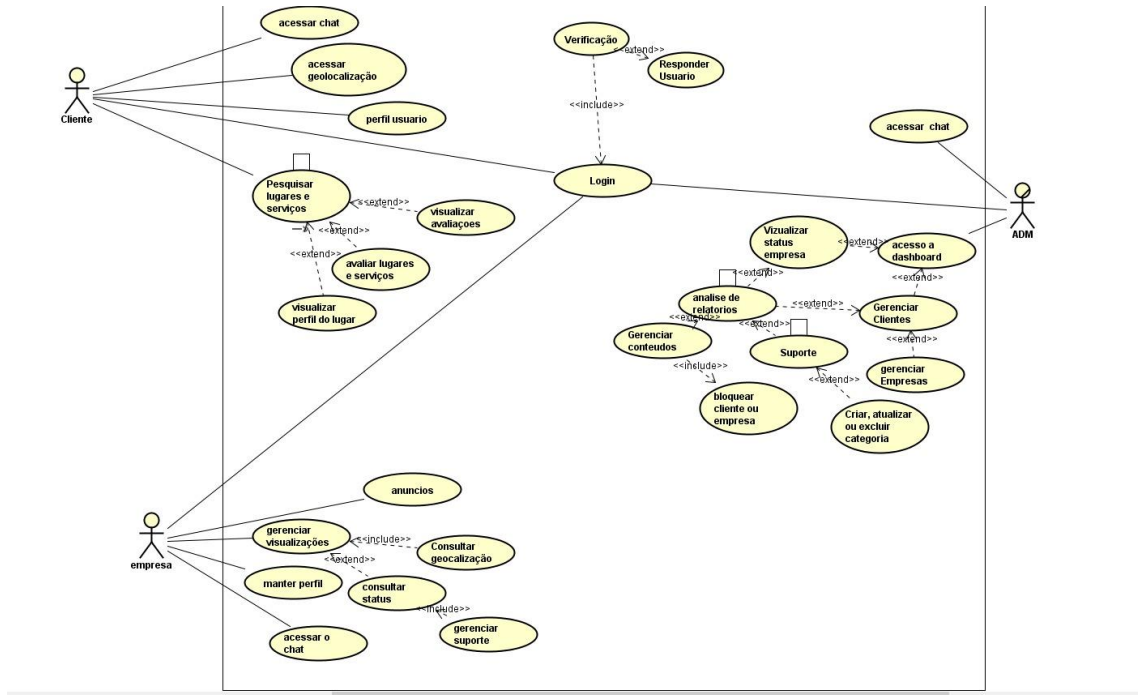 acessar chat
Verificação
<<extend>>
Responder
Usuario
acessar
geolocalização
Cliente
<<include>>
perfil usuario
acessar  chat
Login
Pesquisar
lugares e
serviços
<<extend>>
visualizar
avaliaçoes
<<extend>>
<<extend>>
avaliar lugares
e serviços
visualizar
perfil do lugar
ADM
Vizualizar
status
empresa
<<extend>>
acesso a
dashboard
<<extend>>
<<extend>>
analise de
relatorios
<<extend>>
Gerenciar
Clientes
<<extend>>
<<extend>>
Gerenciar
conteudos
Suporte
<<extend>>
<<include>>
gerenciar
Empresas
<<extend>>
bloquear
cliente ou
empresa
Criar, atualizar
ou excluir
categoria
anuncios
gerenciar
visualizações
<<include>>
Consultar
geocalização
empresa
<<extend>>
manter perfil
consultar
status
<<include>>
gerenciar
suporte
acessar o
chat